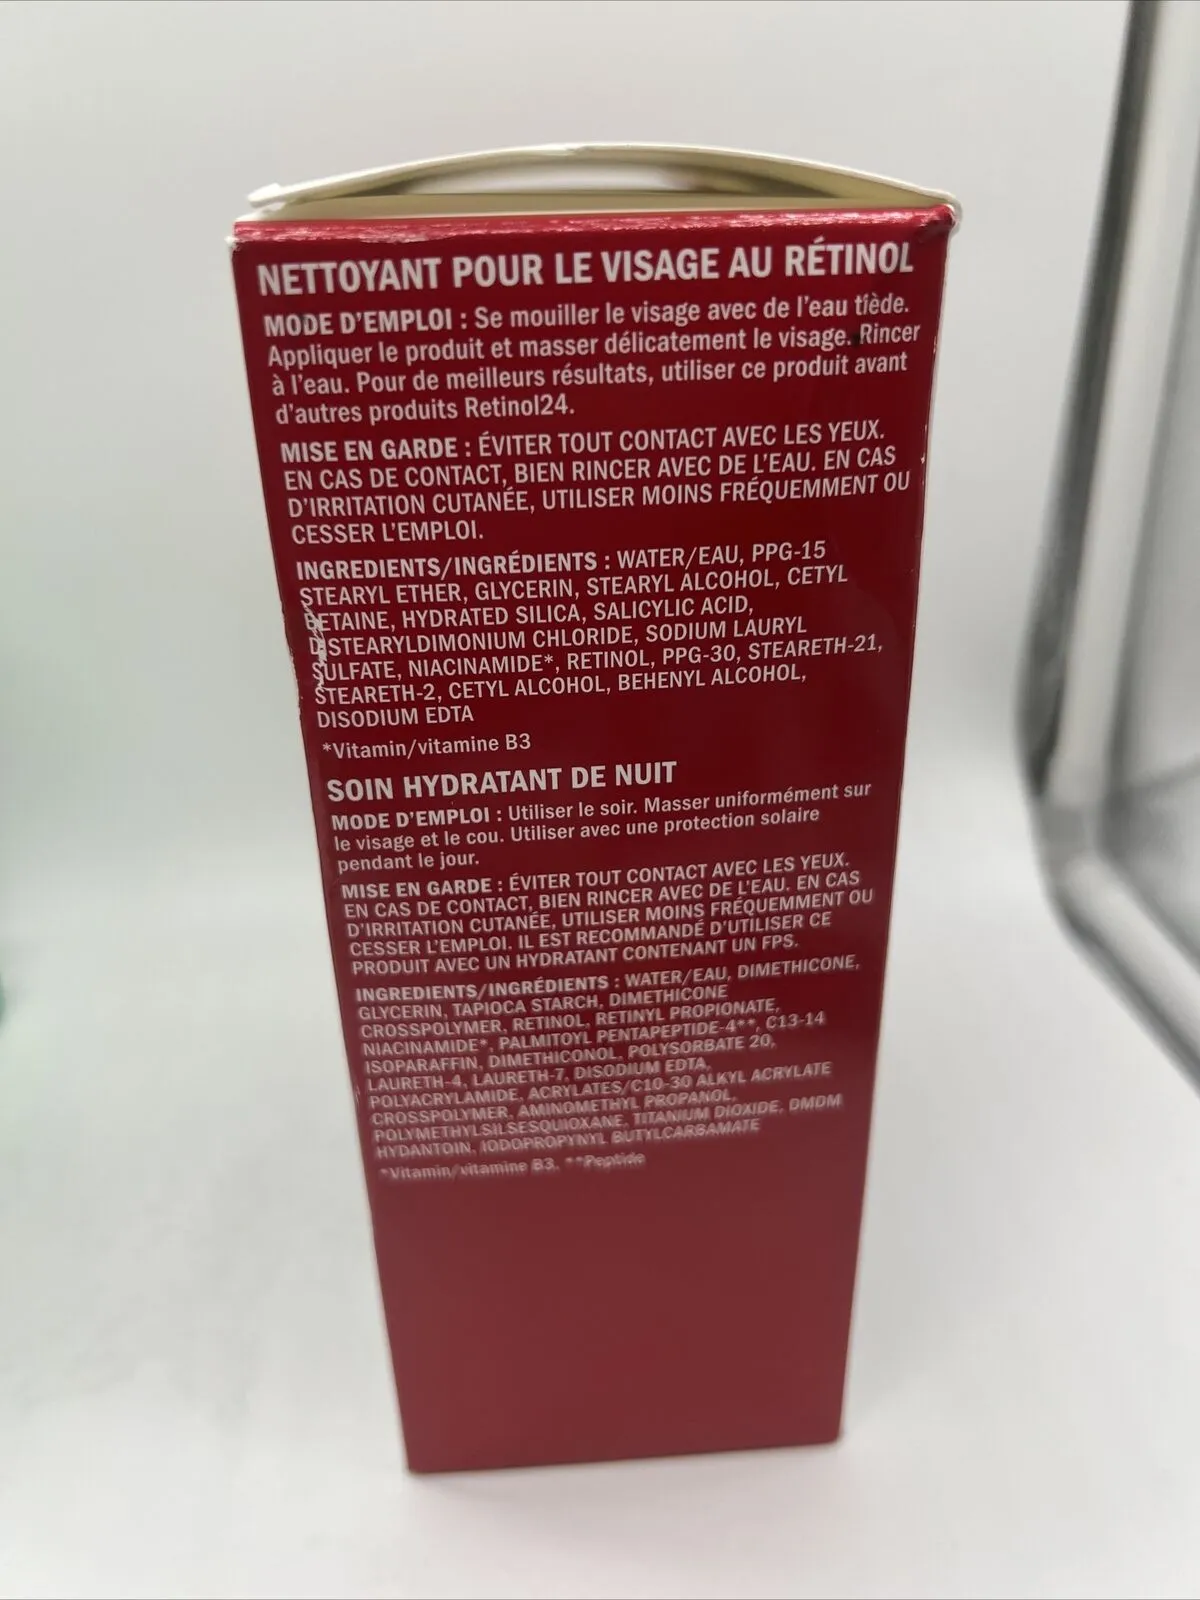 NETTOYANT POUR LE VISAGE AU RÉTINOL
MODE D'EMPLOI : Se mouiller le visage avec de l'eau tiède.
Appliquer le produit et masser délicatement le visage. Rincer
à l'eau. Pour de meilleurs résultats, utiliser ce produit avant
d'autres produits Retinol24.
MISE EN GARDE : ÉVITER TOUT CONTACT AVEC LES YEUX.
EN CAS DE CONTACT, BIEN RINCER AVEC DE L'EAU. EN CAS
D'IRRITATION CUTANÉE, UTILISER MOINS FRÉQUEMMENT OU
CESSER L'EMPLOI.
INGREDIENTS/INGRÉDIENTS : WATER/EAU, PPG-15
STEARYL ETHER, GLYCERIN, STEARYL ALCOHOL, CETYL
BETAINE, HYDRATED SILICA, SALICYLIC ACID,
DISTEARYLDIMONIUM CHLORIDE, SODIUM LAURYL
SULFATE, NIACINAMIDE*, RETINOL, PPG-30, STEARETH-21,
STEARETH-2, CETYL ALCOHOL, BEHENYL ALCOHOL,
DISODIUM EDTA
*Vitamin/vitamine B3
SOIN HYDRATANT DE NUIT
MODE D'EMPLOI : Utiliser le soir. Masser uniformément sur
le visage et le cou. Utiliser avec une protection solaire
pendant le jour.
MISE EN GARDE : ÉVITER TOUT CONTACT AVEC LES YEUX.
EN CAS DE CONTACT, BIEN RINCER AVEC DE L'EAU. EN CAS
D'IRRITATION CUTANÉE, UTILISER MOINS FRÉQUEMMENT OU
CESSER L'EMPLOI. IL EST RECOMMANDÉ D'UTILISER CE
PRODUIT AVEC UN HYDRATANT CONTENANT UN FPS.
INGREDIENTS/INGRÉDIENTS : WATER/EAU, DIMETHICONE,
GLYCERIN, TAPIOCA STARCH, DIMETHICONE
CROSSPOLYMER, RETINOL, RETINYL PROPIONATE,
NIACINAMIDE*, PALMITOYL PENTAPEPTIDE-4**, C13-14
ISOPARAFFIN, DIMETHICONOL, POLYSORBATE 20,
LAURETH-4, LAURETH-7, DISODIUM EDTA,
POLYACRYLAMIDE, ACRYLATES/C10-30 ALKYL ACRYLATE
CROSSPOLYMER, AMINOMETHYL PROPANOL,
POLYMETHYLSILSESQUIOXANE, TITANIUM DIOXIDE, DMDM
HYDANTOIN, IODOPROPYNYL BUTYLCARBAMATE
*Vitamin/vitamine B3. **Peptide